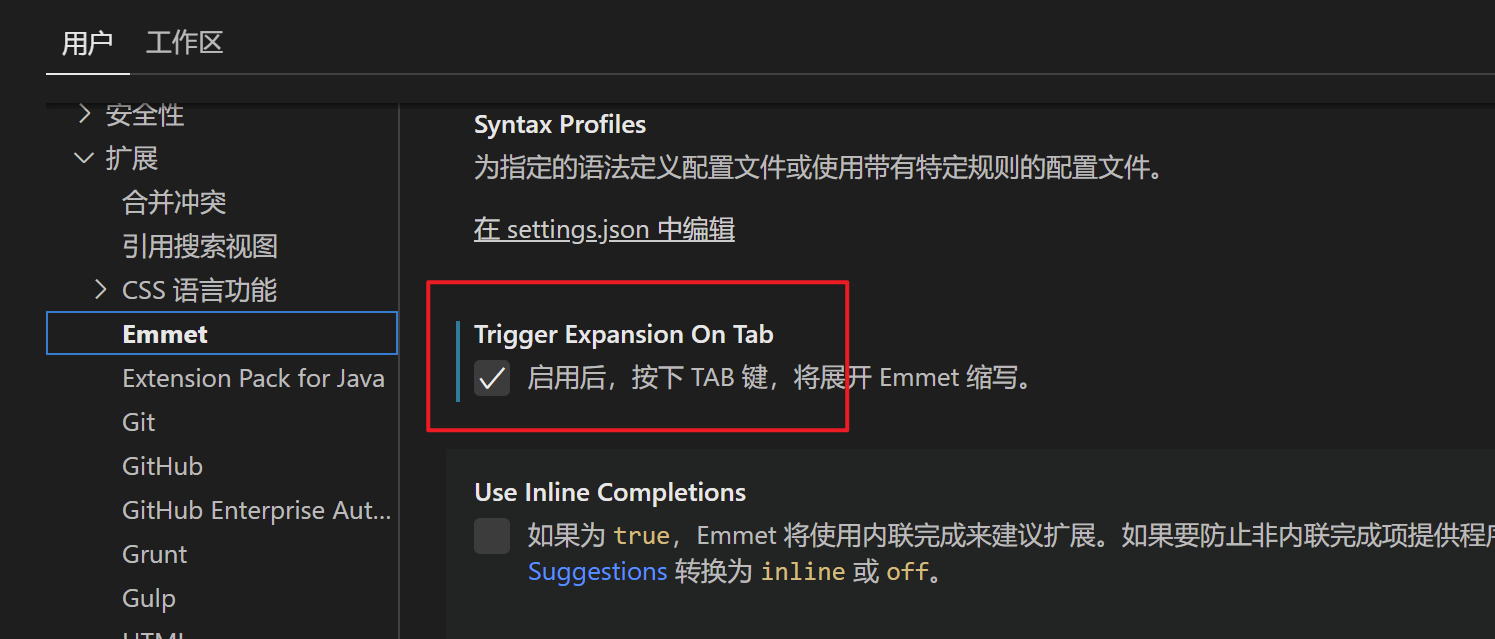 用户 工作区
安全性
扩展
合并冲突
引用搜索视图
CSS 语言功能
Emmet
Extension Pack for Java
Git
GitHub
GitHub Enterprise Aut...
Grunt
Gulp
HTML
Syntax Profiles
为指定的语法定义配置文件或使用带有特定规则的配置文件。
在 settings.json 中编辑
Trigger Expansion On Tab
启用后，按下 TAB 键，将展开 Emmet 缩写。
Use Inline Completions
如果为 true，Emmet 将使用内联完成来建议扩展。如果要防止非内联完成项提供程序
Suggestions 转换为 inline 或 off。